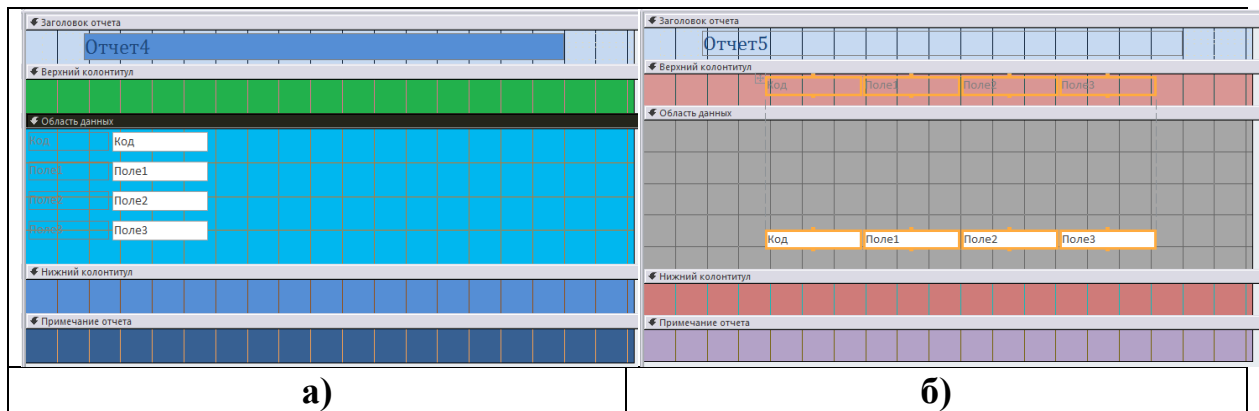 Заголовок отчета
Отчет4
Верхний колонтитул
Область данных
Код Код
Поле1 Поле1
Поле2 Поле2
Поле3 Поле3
Нижний колонтитул
Примечание отчета
а)
Заголовок отчета
Отчет5
Верхний колонтитул
Код Поле1 Поле2 Поле3
Область данных
Код Поле1 Поле2 Поле3
Нижний колонтитул
Примечание отчета
б)